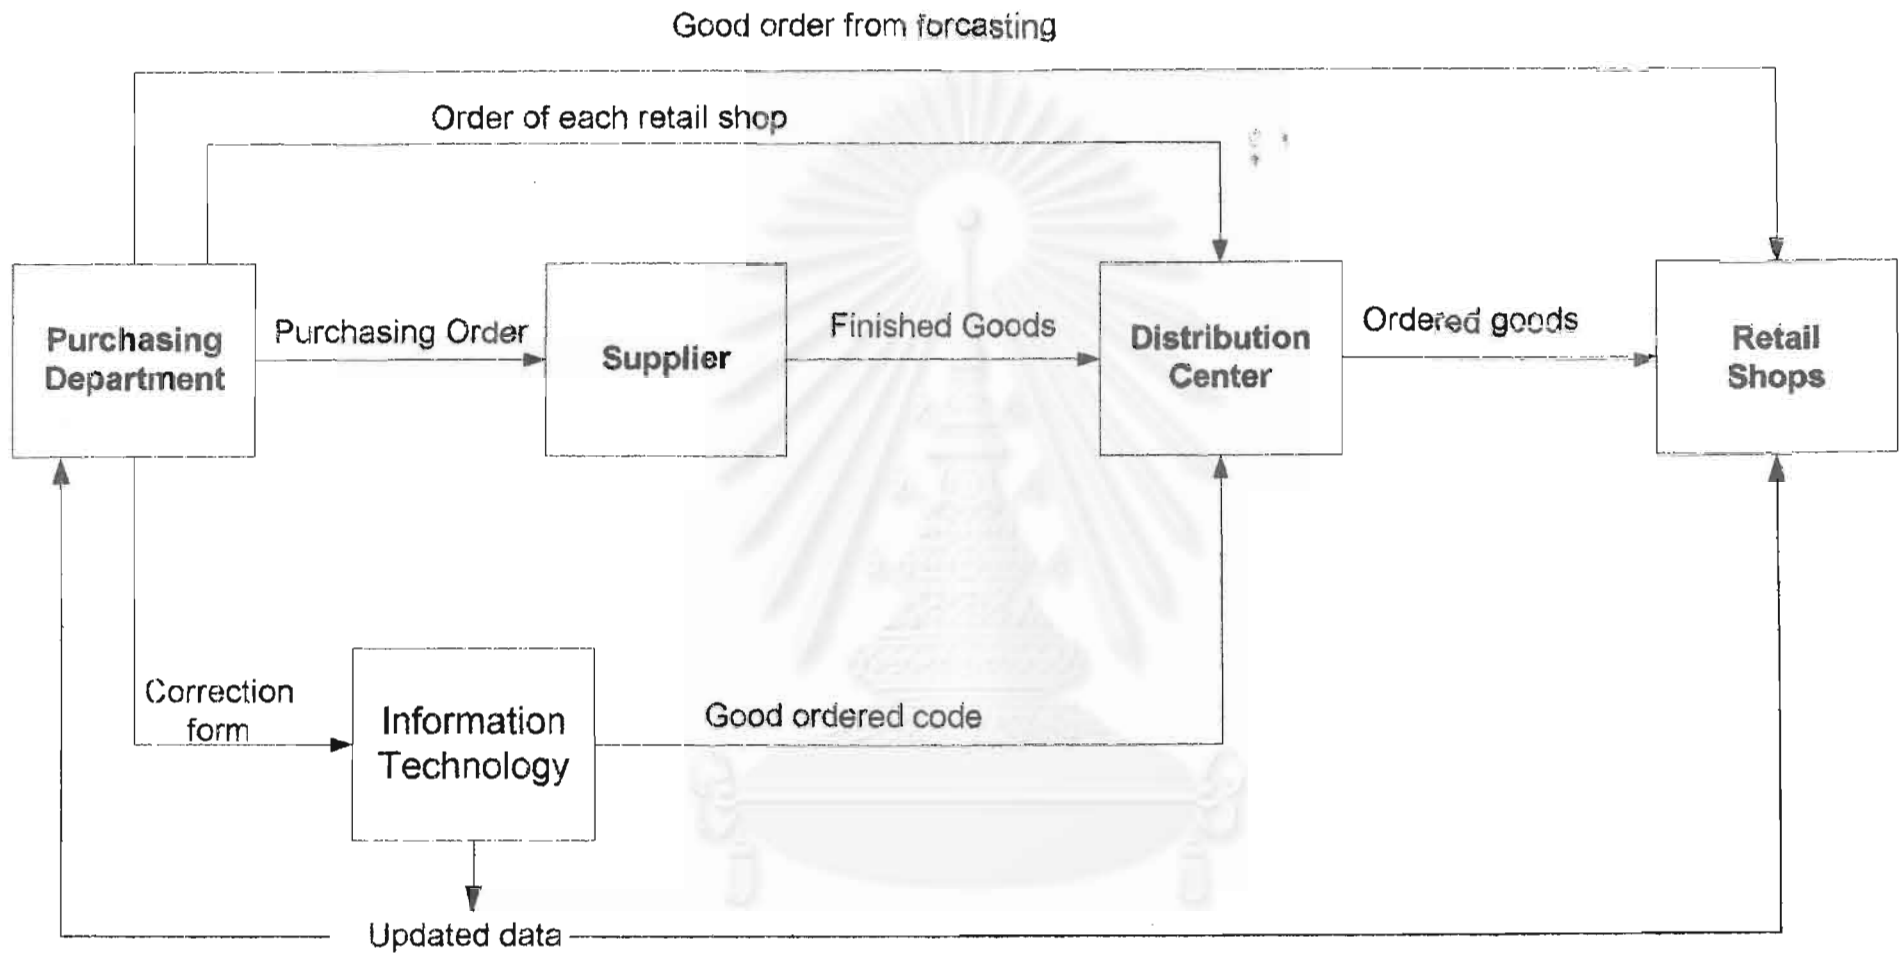 Good order from forcasting
Order of each retail shop
Purchasing
Department
Purchasing Order
Supplier
Finished Goods
Distribution
Center
Ordered goods
Retail
Shops
Correction
form
Information
Technology
Good ordered code
Updated data